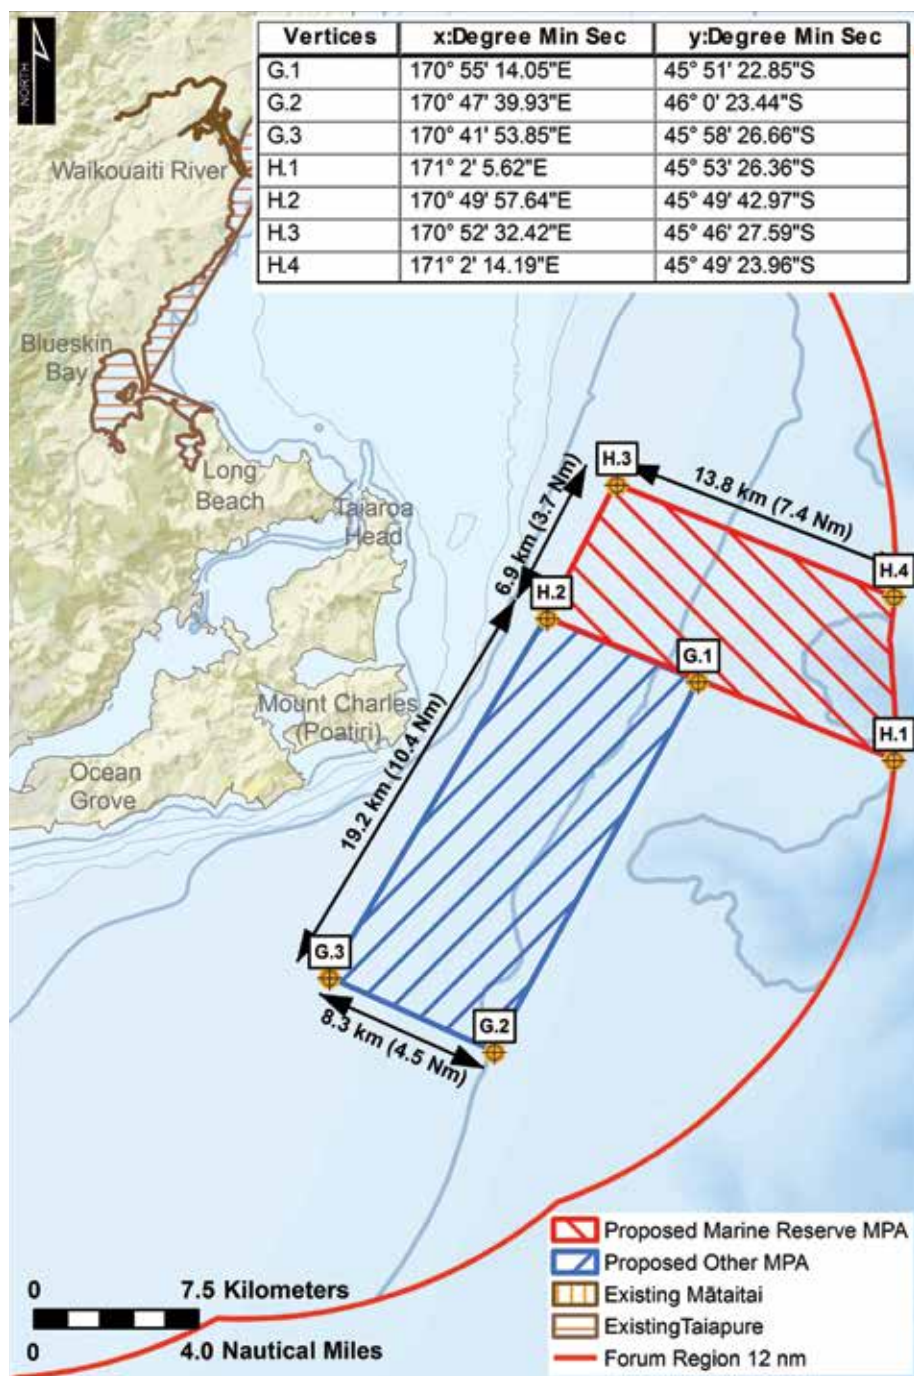 NORTH
Vertices x:Degree Min Sec y:Degree Min Sec
G.1 170° 55' 14.05"E 45° 51' 22.85"S
G.2 170° 47' 39.93"E 46° 0' 23.44"S
G.3 170° 41' 53.85"E 45° 58' 26.66"S
H.1 171° 2' 5.62"E 45° 53' 26.36"S
H.2 170° 49' 57.64"E 45° 49' 42.97"S
H.3 170° 52' 32.42"E 45° 46' 27.59"S
H.4 171° 2' 14.19"E 45° 49' 23.96"S
Waikouaiti River
Blueskin
Bay
Long
Beach
Taiaroa
Head
H.3
13.8 km (7.4 Nm)
6.9 km (3.7 Nm)
H.4
H.2
G.1
Mount Charles
(Poatiri)
H.1
Ocean
Grove
19.2 km (10.4 Nm)
G.3
8.3 km (4.5 Nm)
G.2
Proposed Marine Reserve MPA
Proposed Other MPA
Existing Mātaitai
ExistingTaiapure
Forum Region 12 nm
0 7.5 Kilometers
0 4.0 Nautical Miles